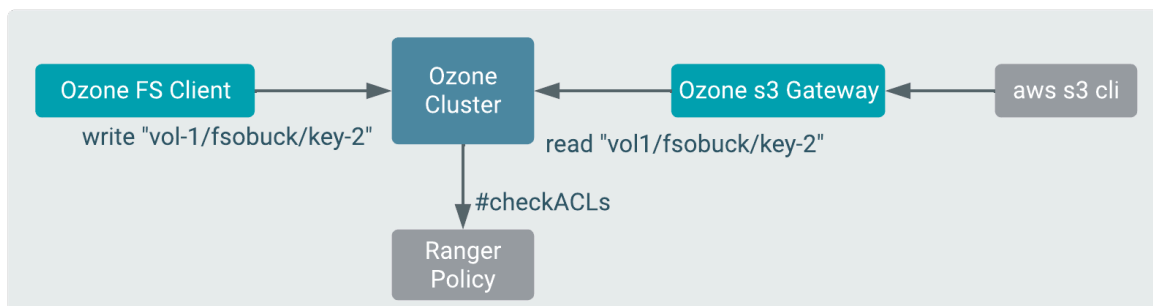 Ozone FS Client
Ozone
Cluster
Ozone s3 Gateway
aws s3 cli
write "vol-1/fsobuck/key-2"
read "vol1/fsobuck/key-2"
#checkACLs
Ranger
Policy